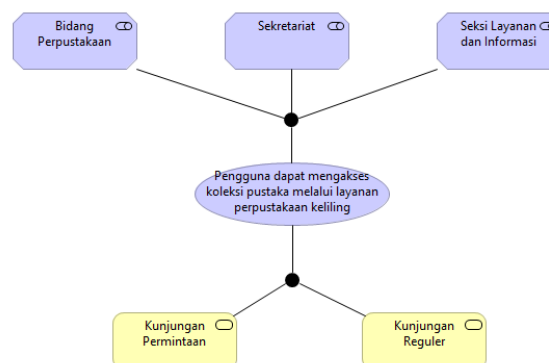 Bidang
Perpustakaan
Sekretariat
Seksi Layanan
dan Informasi
Pengguna dapat mengakses
koleksi pustaka melalui layanan
perpustakaan keliling
Kunjungan
Permintaan
Kunjungan
Reguler